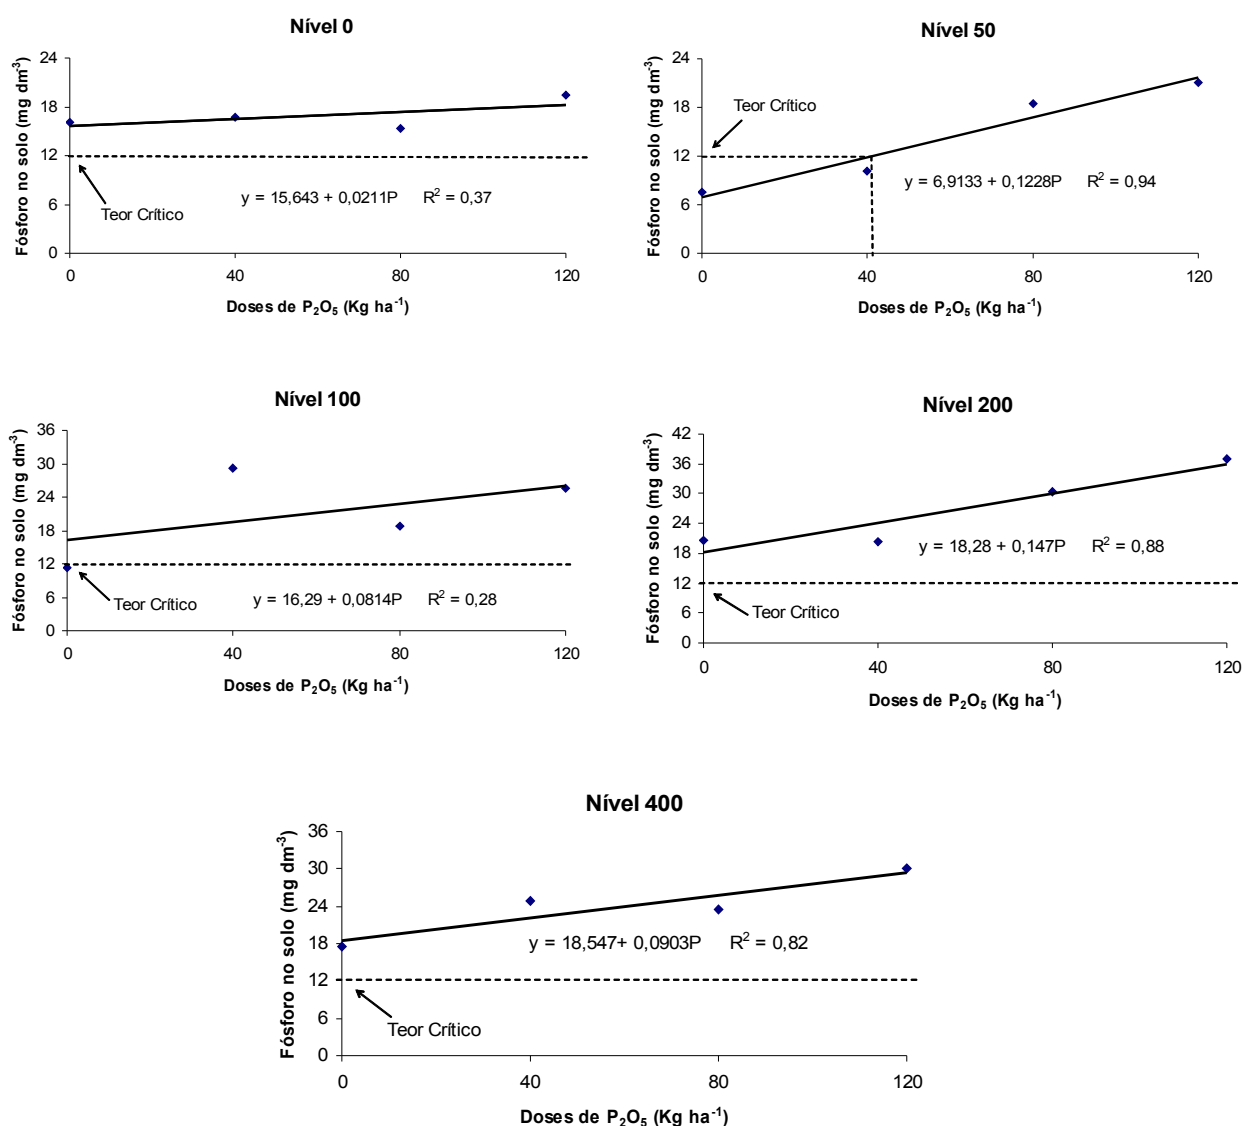 Nível 0
Fósforo no solo (mg dm⁻³)
24
18
12
6
0
Teor Crítico
y = 15,643 + 0,0211P R² = 0,37
0 40 80 120
Doses de P₂O₅ (Kg ha⁻¹)
Nível 50
Fósforo no solo (mg dm⁻³)
24
18
12
6
0
Teor Crítico
y = 6,9133 + 0,1228P R² = 0,94
0 40 80 120
Doses de P₂O₅ (Kg ha⁻¹)
Nível 100
Fósforo no solo (mg dm⁻³)
36
30
24
18
12
6
0
Teor Crítico
y = 16,29 + 0,0814P R² = 0,28
0 40 80 120
Doses de P₂O₅ (Kg ha⁻¹)
Nível 200
Fósforo no solo (mg dm⁻³)
42
36
30
24
18
12
6
0
y = 18,28 + 0,147P R² = 0,88
Teor Crítico
0 40 80 120
Doses de P₂O₅ (Kg ha⁻¹)
Nível 400
Fósforo no solo (mg dm⁻³)
36
30
24
18
12
6
0
y = 18,547+ 0,0903P R² = 0,82
Teor Crítico
0 40 80 120
Doses de P₂O₅ (Kg ha⁻¹)